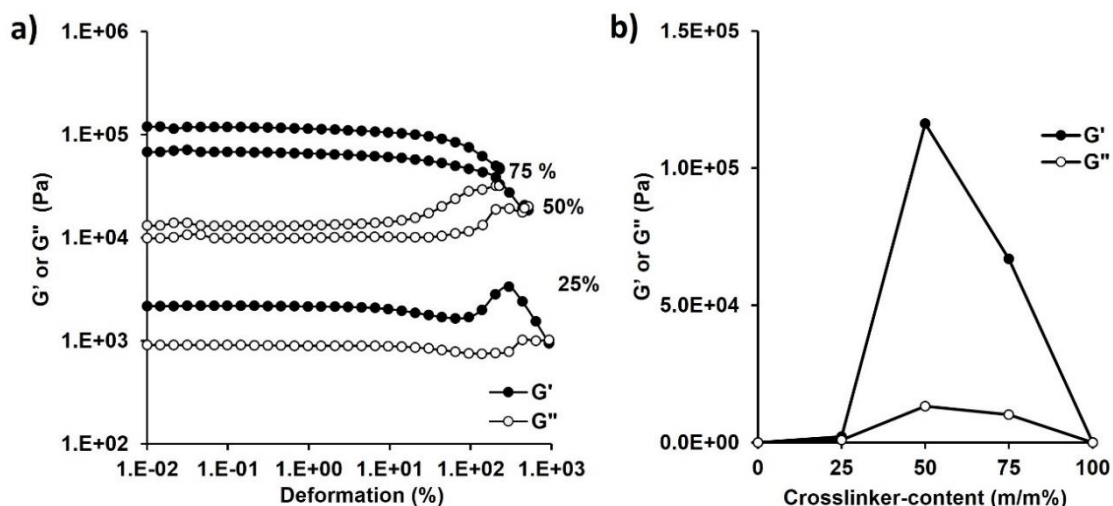 a)
1.E+06
1.E+05
1.E+04
1.E+03
1.E+02
G' or G" (Pa)
75 %
50%
25%
G'
G"
1.E-02 1.E-01 1.E+00 1.E+01 1.E+02 1.E+03
Deformation (%)
b)
1.5E+05
1.0E+05
5.0E+04
0.0E+00
G' or G" (Pa)
G'
G"
0 25 50 75 100
Crosslinker-content (m/m%)